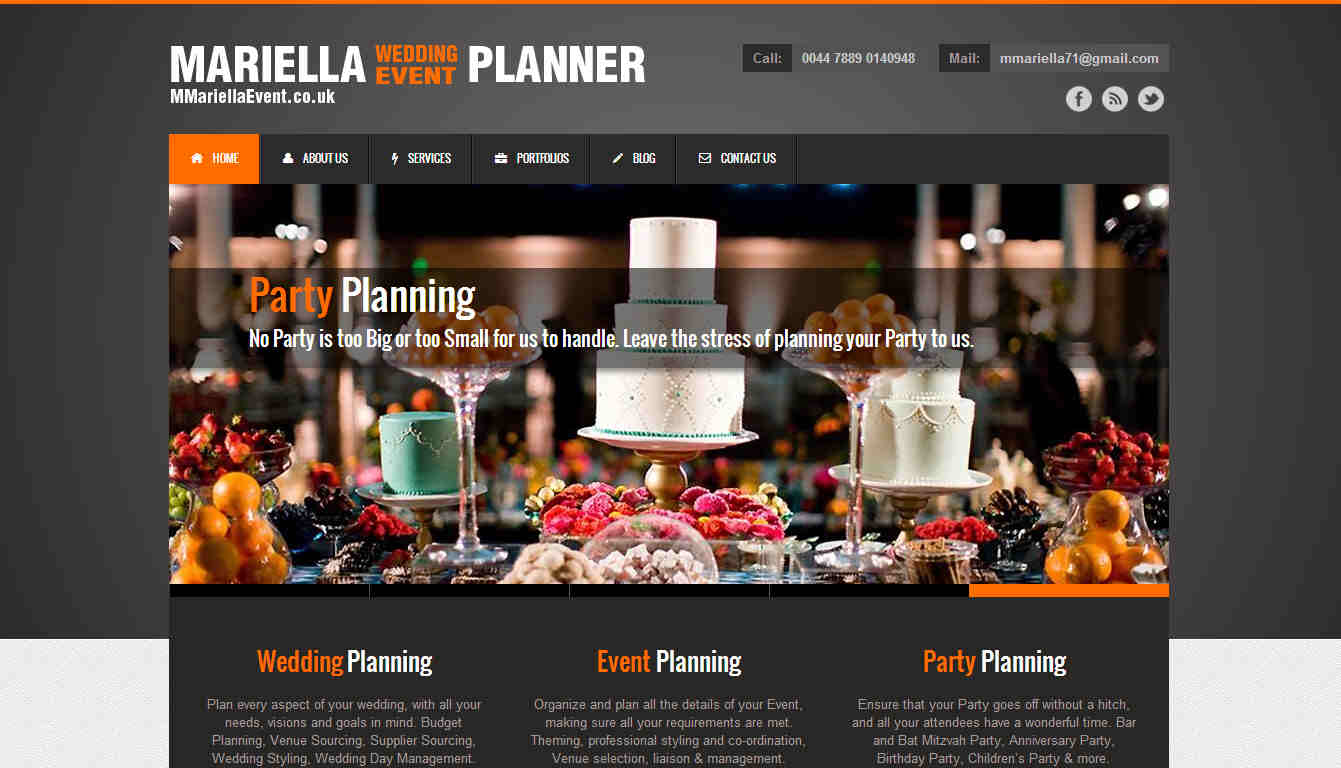 MARIELLA WEDDING EVENT PLANNER
MMariellaEvent.co.uk
Call: 0044 7889 0140948 Mail: mmariella71@gmail.com
HOME ABOUT US SERVICES PORTFOLIOS BLOG CONTACT US
Party Planning
No Party is too Big or too Small for us to handle. Leave the stress of planning your Party to us.
Wedding Planning
Plan every aspect of your wedding, with all your
needs, visions and goals in mind. Budget
Planning, Venue Sourcing, Supplier Sourcing,
Wedding Styling, Wedding Day Management.
Event Planning
Organize and plan all the details of your Event,
making sure all your requirements are met.
Theming, professional styling and co-ordination,
Venue selection, liaison & management.
Party Planning
Ensure that your Party goes off without a hitch,
and all your attendees have a wonderful time. Bar
and Bat Mitzvah Party, Anniversary Party,
Birthday Party, Children's Party & more.